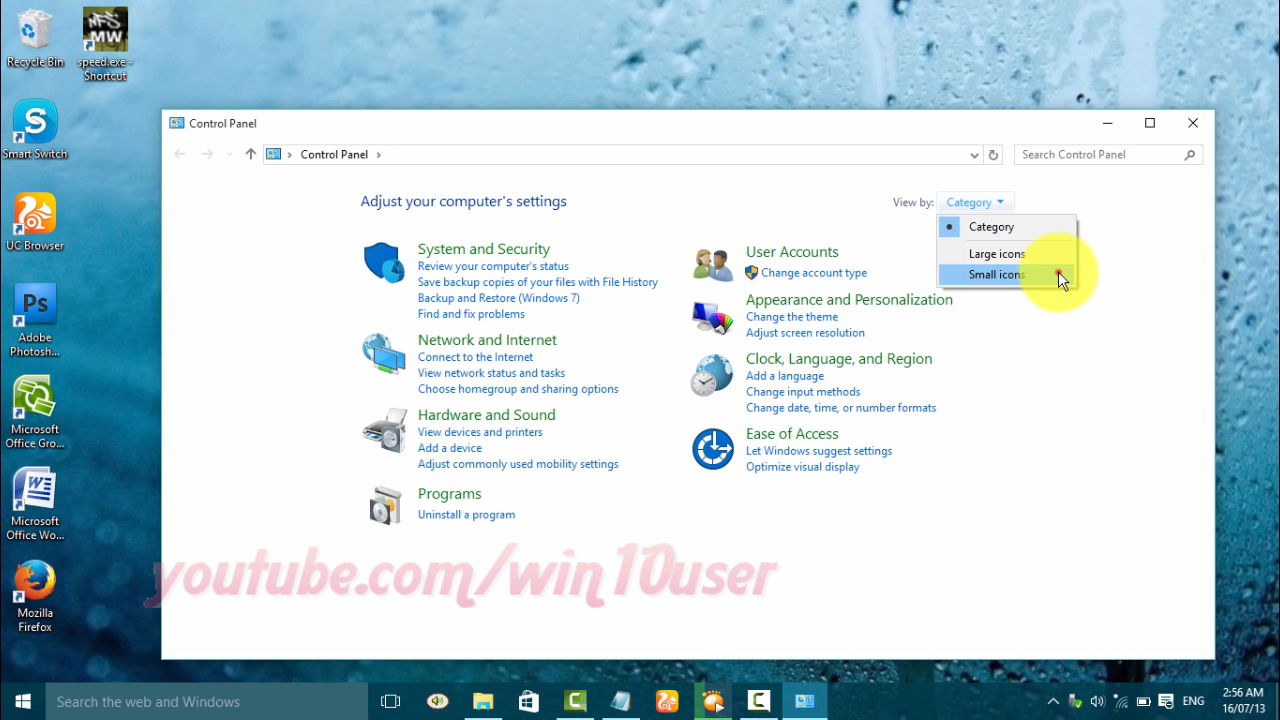 Recycle Bin
speed.exe -
Shortcut
Smart Switch
UC Browser
Adobe
Photosh...
Microsoft
Office Gro...
Microsoft
Office Wo...
Mozilla
Firefox
NFS
MW
Ps
Control Panel
Control Panel
Search Control Panel
Adjust your computer's settings
View by: Category
Category
Large icons
Small icons
System and Security
Review your computer's status
Save backup copies of your files with File History
Backup and Restore (Windows 7)
Find and fix problems
Network and Internet
Connect to the Internet
View network status and tasks
Choose homegroup and sharing options
Hardware and Sound
View devices and printers
Add a device
Adjust commonly used mobility settings
Programs
Uninstall a program
User Accounts
Change account type
Appearance and Personalization
Change the theme
Adjust screen resolution
Clock, Language, and Region
Add a language
Change input methods
Change date, time, or number formats
Ease of Access
Let Windows suggest settings
Optimize visual display
youtube.com/win10user
Search the web and Windows
ENG
2:56 AM
16/07/13